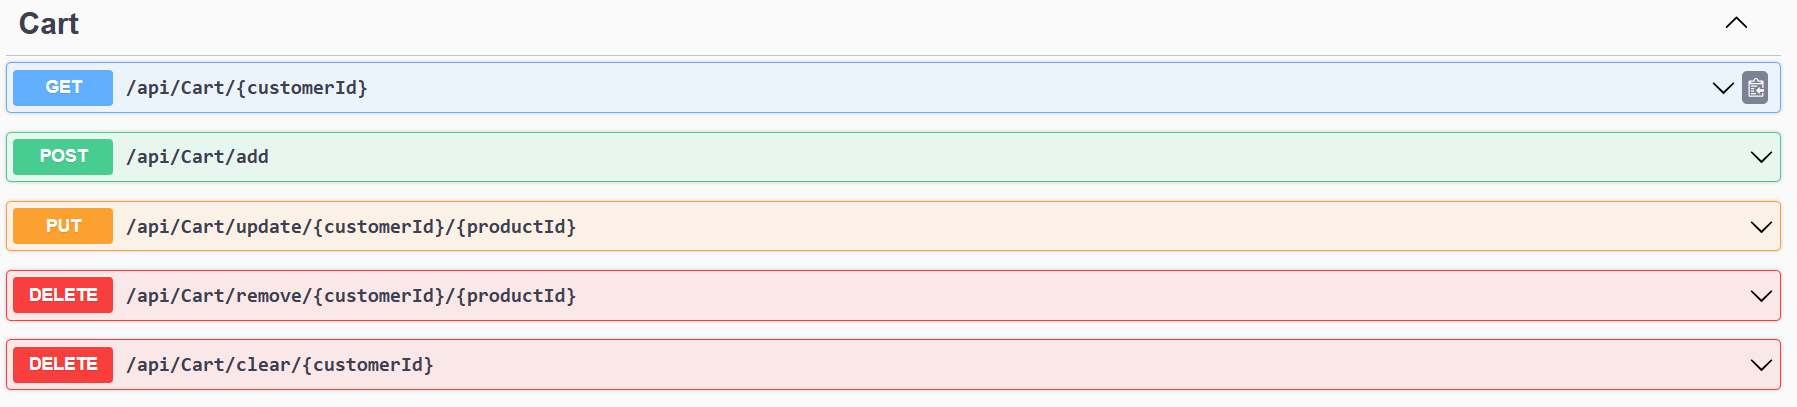 Cart
GET /api/Cart/{customerId}
POST /api/Cart/add
PUT /api/Cart/update/{customerId}/{productId}
DELETE /api/Cart/remove/{customerId}/{productId}
DELETE /api/Cart/clear/{customerId}